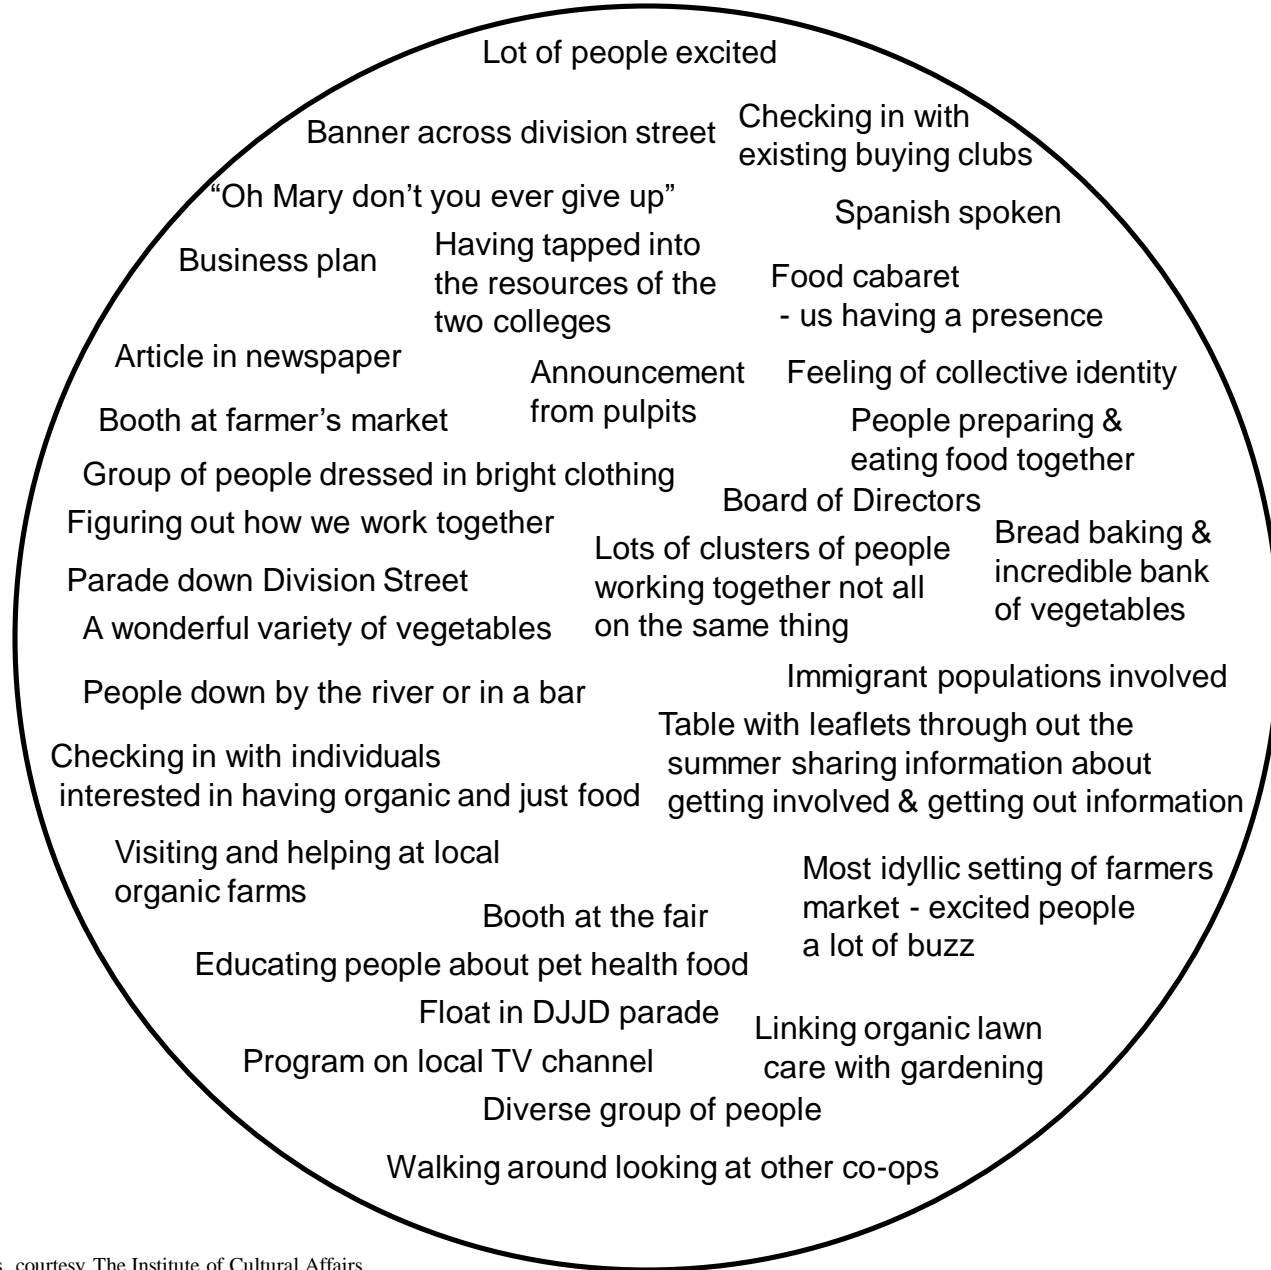 Lot of people excited
Banner across division street
Checking in with
existing buying clubs
“Oh Mary don’t you ever give up”
Spanish spoken
Business plan
Having tapped into
the resources of the
two colleges
Food cabaret
- us having a presence
Article in newspaper
Announcement
from pulpits
Feeling of collective identity
Booth at farmer’s market
People preparing &
eating food together
Group of people dressed in bright clothing
Board of Directors
Figuring out how we work together
Lots of clusters of people
working together not all
on the same thing
Bread baking &
incredible bank
of vegetables
Parade down Division Street
A wonderful variety of vegetables
Immigrant populations involved
People down by the river or in a bar
Table with leaflets through out the
summer sharing information about
getting involved & getting out information
Checking in with individuals
interested in having organic and just food
Visiting and helping at local
organic farms
Most idyllic setting of farmers
market - excited people
a lot of buzz
Booth at the fair
Educating people about pet health food
Float in DJJD parade
Linking organic lawn
care with gardening
Program on local TV channel
Diverse group of people
Walking around looking at other co-ops
courtesy The Institute of Cultural Affairs